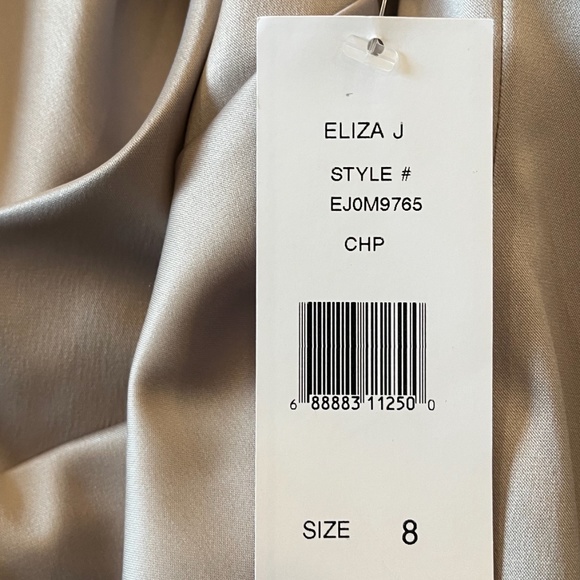 ELIZA J
STYLE #
EJ0M9765
CHP
6 88883 11250 0
SIZE 8